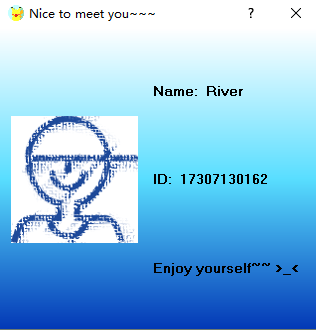 Nice to meet you~~~
Name: River
ID: 17307130162
Enjoy yourself~~ >_<